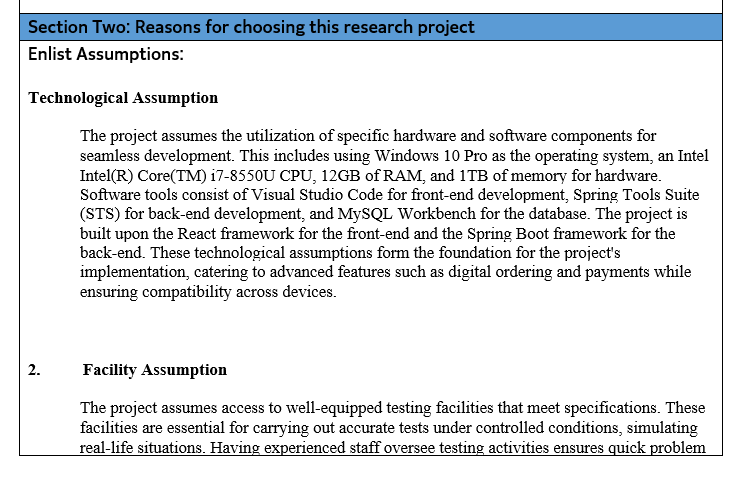 Section Two: Reasons for choosing this research project
Enlist Assumptions:
Technological Assumption
The project assumes the utilization of specific hardware and software components for
seamless development. This includes using Windows 10 Pro as the operating system, an Intel
Intel(R) Core(TM) i7-8550U CPU, 12GB of RAM, and 1TB of memory for hardware.
Software tools consist of Visual Studio Code for front-end development, Spring Tools Suite
(STS) for back-end development, and MySQL Workbench for the database. The project is
built upon the React framework for the front-end and the Spring Boot framework for the
back-end. These technological assumptions form the foundation for the project's
implementation, catering to advanced features such as digital ordering and payments while
ensuring compatibility across devices.
2. Facility Assumption
The project assumes access to well-equipped testing facilities that meet specifications. These
facilities are essential for carrying out accurate tests under controlled conditions, simulating
real-life situations. Having experienced staff oversee testing activities ensures quick problem